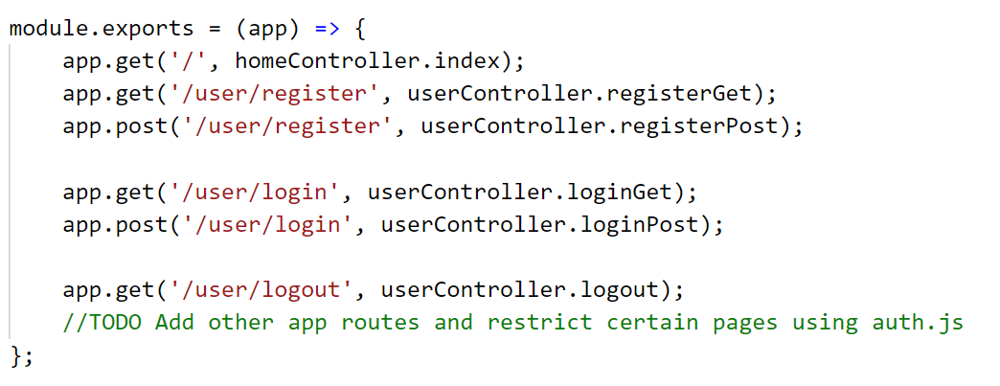 module.exports = (app) => {
    app.get('/', homeController.index);
    app.get('/user/register', userController.registerGet);
    app.post('/user/register', userController.registerPost);

    app.get('/user/login', userController.loginGet);
    app.post('/user/login', userController.loginPost);

    app.get('/user/logout', userController.logout);
    //TODO Add other app routes and restrict certain pages using auth.js
};